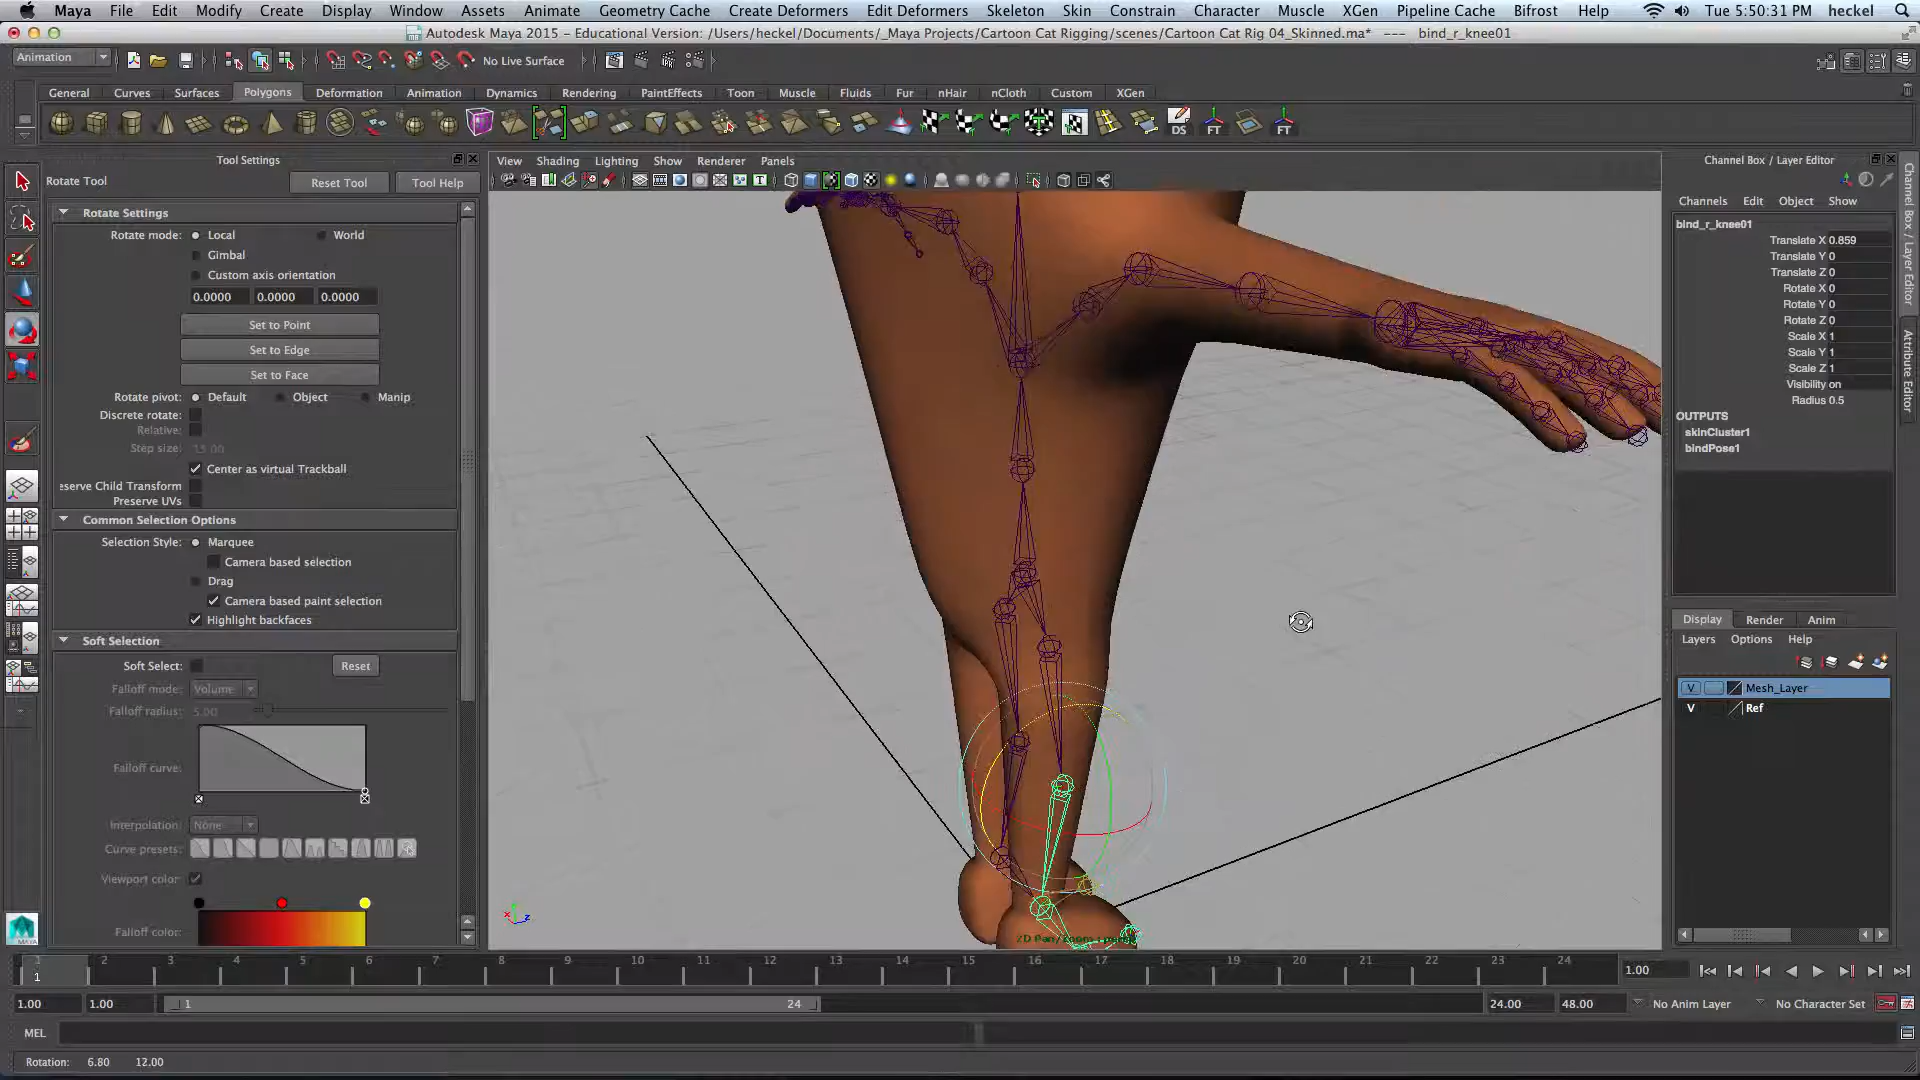 Maya File Edit Modify Create Display Window Assets Animate Geometry Cache Create Deformers Edit Deformers Skeleton Skin Constrain Character Muscle XGen Pipeline Cache Bifrost Help Tue 5:50:31 PM heckel
Autodesk Maya 2015 - Educational Version: /Users/heckel/Documents/_Maya Projects/Cartoon Cat Rigging/scenes/Cartoon Cat Rig 04_Skinned.ma* --- bind_r_knee01
Animation No Live Surface
General Curves Surfaces Polygons Deformation Animation Dynamics Rendering PaintEffects Toon Muscle Fluids Fur nHair nCloth Custom XGen
DS FT FT
Tool Settings
Rotate Tool Reset Tool Tool Help
Rotate Settings
Rotate mode: Local World
Gimbal
Custom axis orientation
0.0000 0.0000 0.0000
Set to Point
Set to Edge
Set to Face
Rotate pivot: Default Object Manip
Discrete rotate:
Relative:
Step size: 15.00
Center as virtual Trackball
eserve Child Transform
Preserve UVs
Common Selection Options
Selection Style: Marquee
Camera based selection
Drag
Camera based paint selection
Highlight backfaces
Soft Selection
Soft Select: Reset
Falloff mode: Volume
Falloff radius: 5.00
Falloff curve:
Interpolation: None
Curve presets:
Viewport color:
Falloff color:
View Shading Lighting Show Renderer Panels
Channel Box / Layer Editor
Channels Edit Object Show
bind_r_knee01
Translate X 0.859
Translate Y 0
Translate Z 0
Rotate X 0
Rotate Y 0
Rotate Z 0
Scale X 1
Scale Y 1
Scale Z 1
Visibility on
Radius 0.5
OUTPUTS
skinCluster1
bindPose1
Display Render Anim
Layers Options Help
V Mesh_Layer
V Ref
Channel Box / Layer Editor
Attribute Editor
MAYA
1 2 3 4 5 6 7 8 9 10 11 12 13 14 15 16 17 18 19 20 21 22 23 24
1 1.00
1.00 1.00 1 24 24.00 48.00 No Anim Layer No Character Set
MEL
Rotation: 6.80 12.00